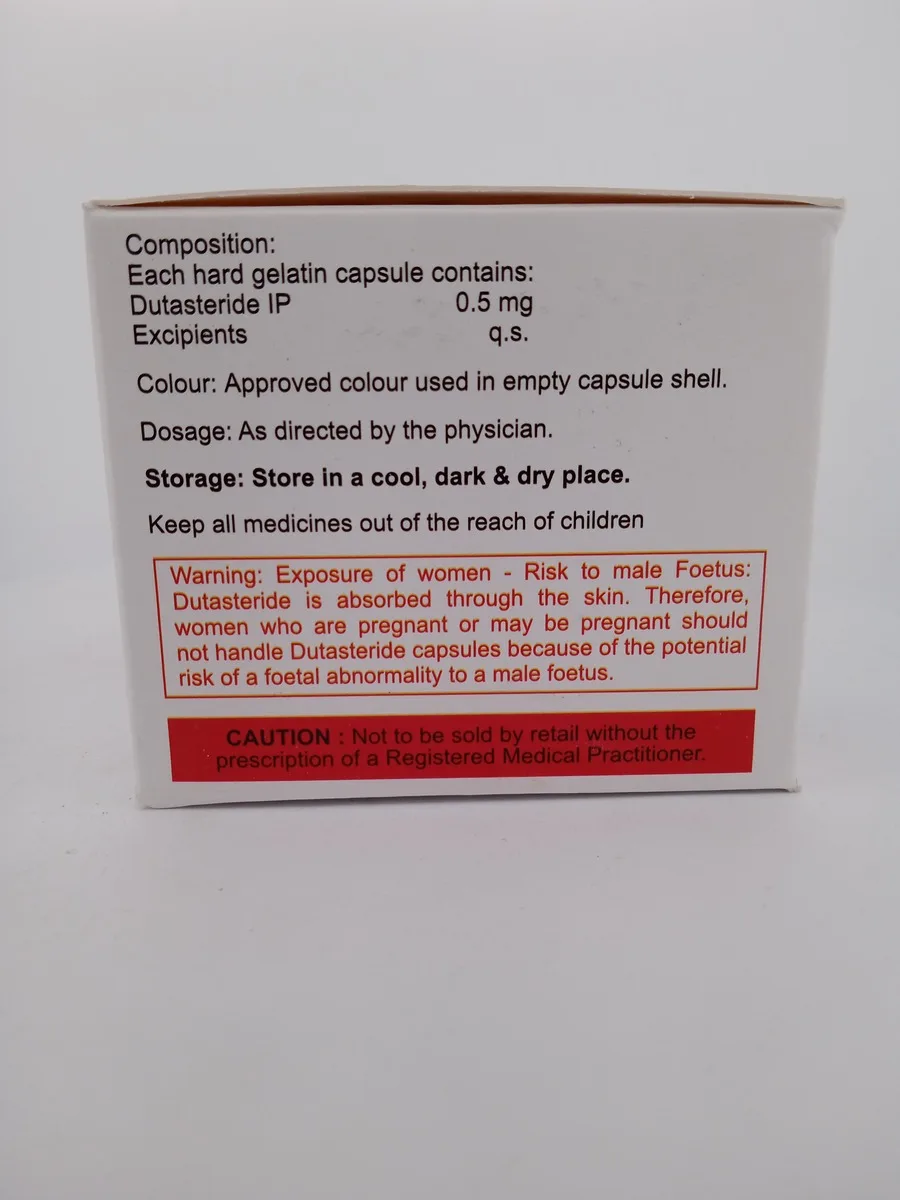 Composition:
Each hard gelatin capsule contains:
Dutasteride IP 0.5 mg
Excipients q.s.
Colour: Approved colour used in empty capsule shell.
Dosage: As directed by the physician.
Storage: Store in a cool, dark & dry place.
Keep all medicines out of the reach of children
Warning: Exposure of women - Risk to male Foetus:
Dutasteride is absorbed through the skin. Therefore,
women who are pregnant or may be pregnant should
not handle Dutasteride capsules because of the potential
risk of a foetal abnormality to a male foetus.
CAUTION : Not to be sold by retail without the
prescription of a Registered Medical Practitioner.